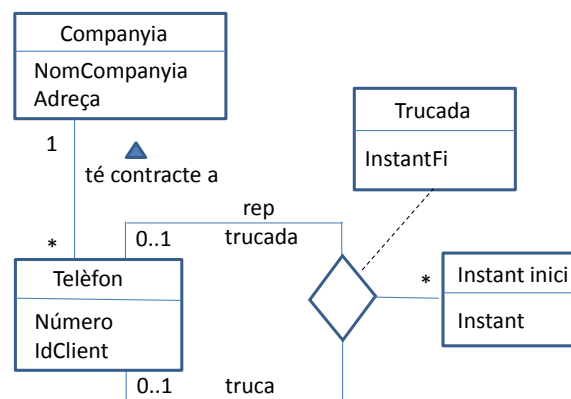 Companyia
NomCompanyia
Adreça
Trucada
InstantFi
1
té contracte a
rep
*
0..1
trucada
Telèfon
Número
IdClient
*
Instant inici
Instant
0..1
truca